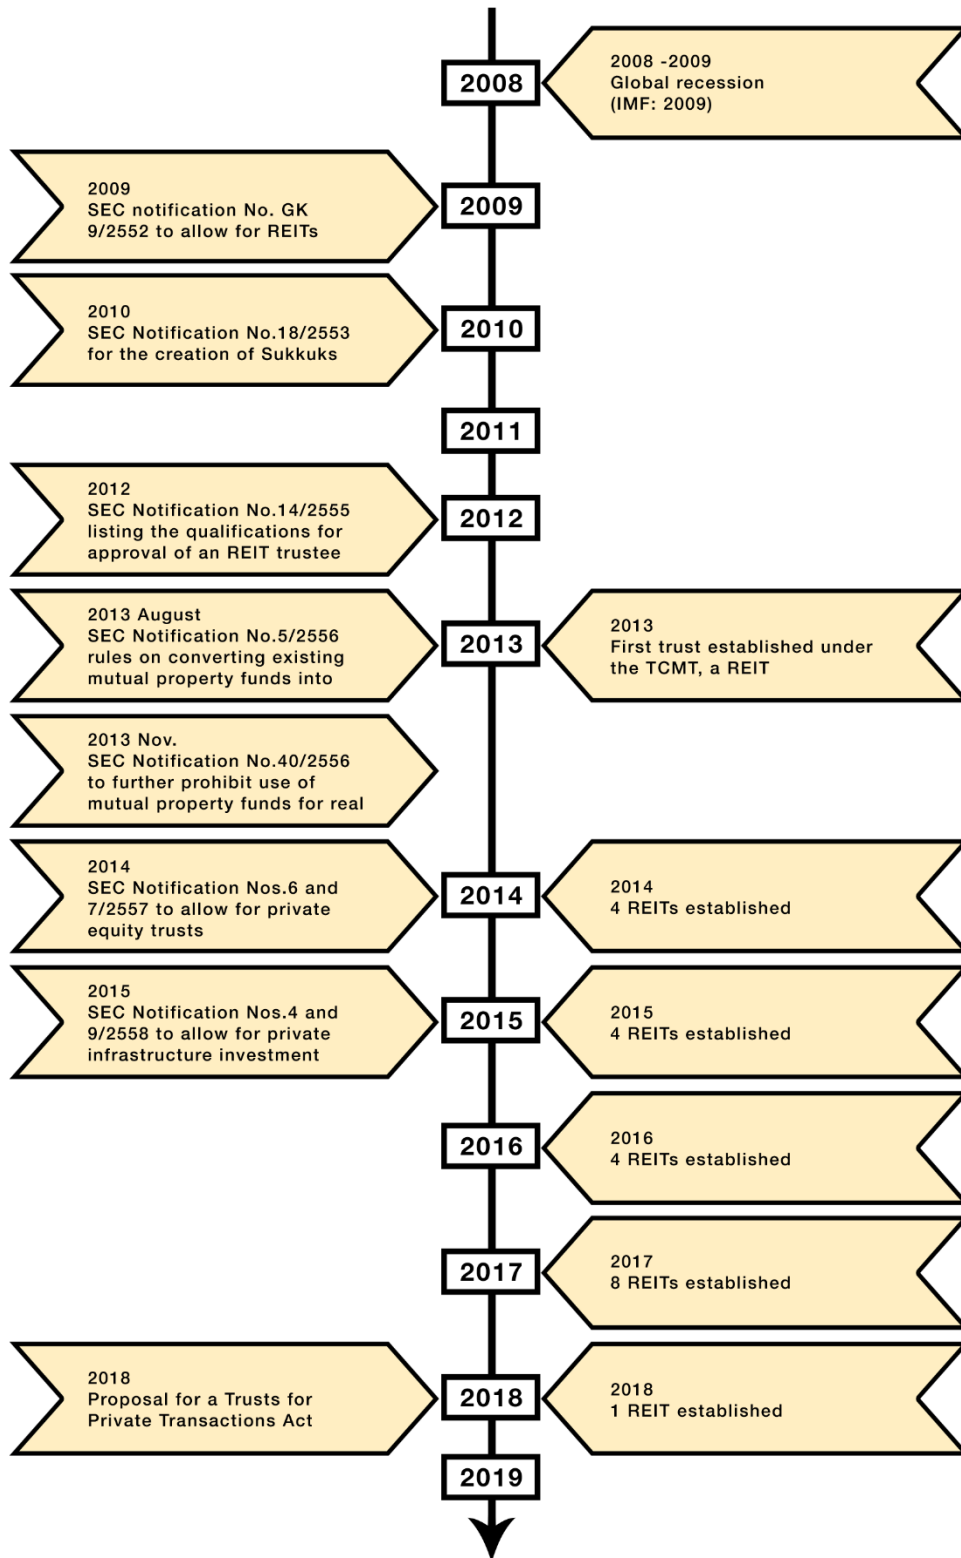 2008
2008 -2009
Global recession
(IMF: 2009)
2009
SEC notification No. GK
9/2552 to allow for REITs
2009
2010
SEC Notification No.18/2553
for the creation of Sukkuks
2010
2011
2012
SEC Notification No.14/2555
listing the qualifications for
approval of an REIT trustee
2012
2013 August
SEC Notification No.5/2556
rules on converting existing
mutual property funds into
2013
2013
First trust established under
the TCMT, a REIT
2013 Nov.
SEC Notification No.40/2556
to further prohibit use of
mutual property funds for real
2014
SEC Notification Nos.6 and
7/2557 to allow for private
equity trusts
2014
2014
4 REITs established
2015
SEC Notification Nos.4 and
9/2558 to allow for private
infrastructure investment
2015
2015
4 REITs established
2016
2016
4 REITs established
2017
2017
8 REITs established
2018
Proposal for a Trusts for
Private Transactions Act
2018
2018
1 REIT established
2019